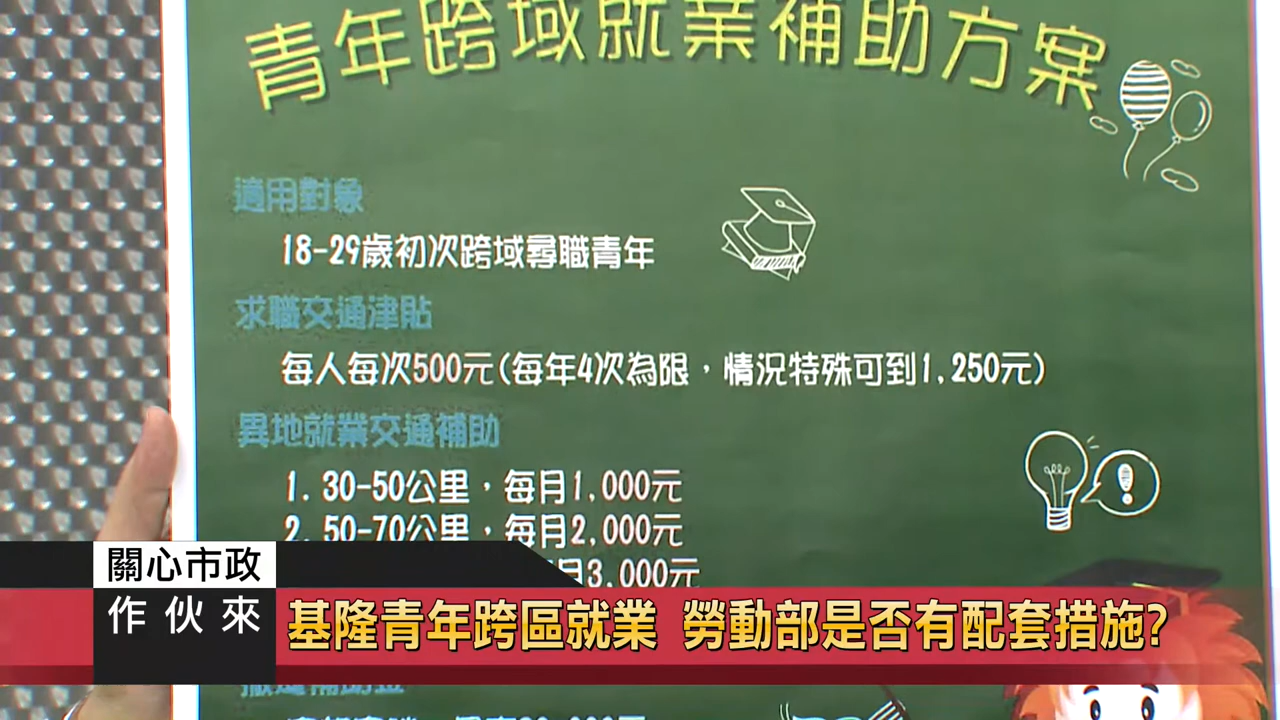 青年跨域就業補助方案
適用對象
18-29歲初次跨域尋職青年
求職交通津貼
每人每次500元(每年4次為限，情況特殊可到1,250元)
異地就業交通補助
1. 30-50公里，每月1,000元
2. 50-70公里，每月2,000元
月3,000元
關心市政
作伙來
基隆青年跨區就業 勞動部是否有配套措施?